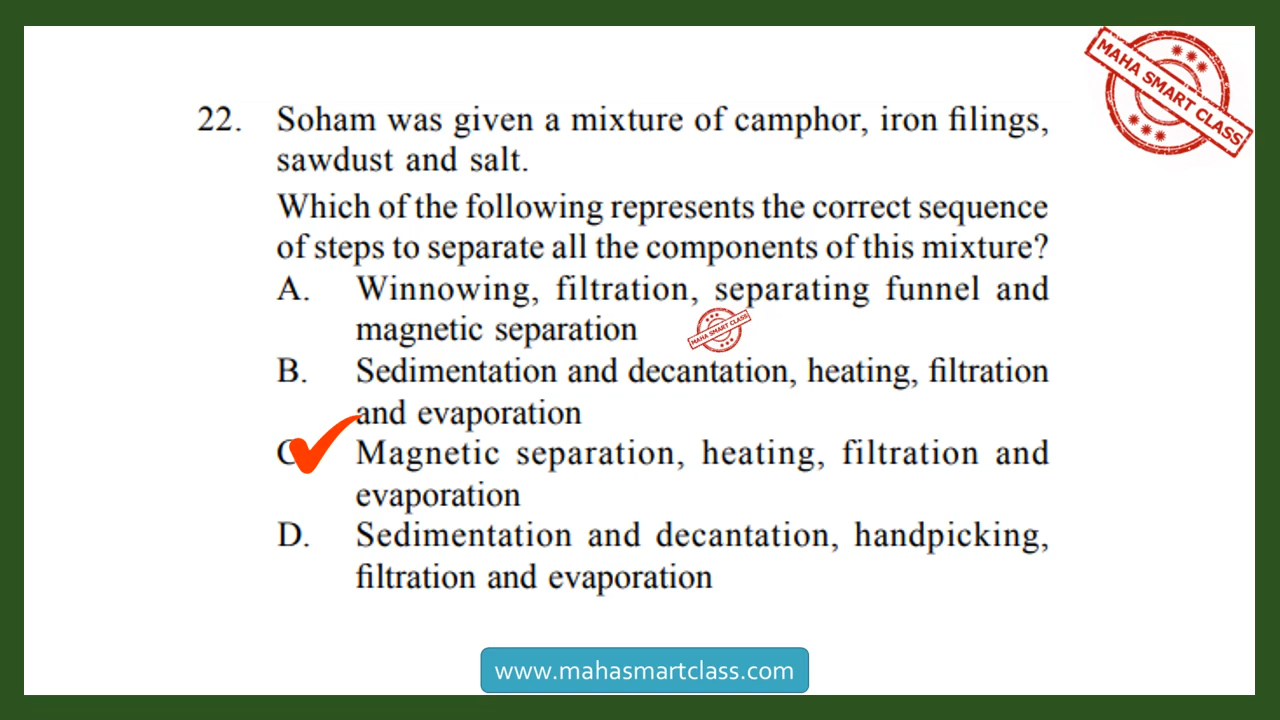 MAHA SMART CLASS
22. Soham was given a mixture of camphor, iron filings,
sawdust and salt.
Which of the following represents the correct sequence
of steps to separate all the components of this mixture?
A. Winnowing, filtration, separating funnel and
magnetic separation
MAHA SMART CLASS
B. Sedimentation and decantation, heating, filtration
and evaporation
C. Magnetic separation, heating, filtration and
evaporation
D. Sedimentation and decantation, handpicking,
filtration and evaporation
www.mahasmartclass.com